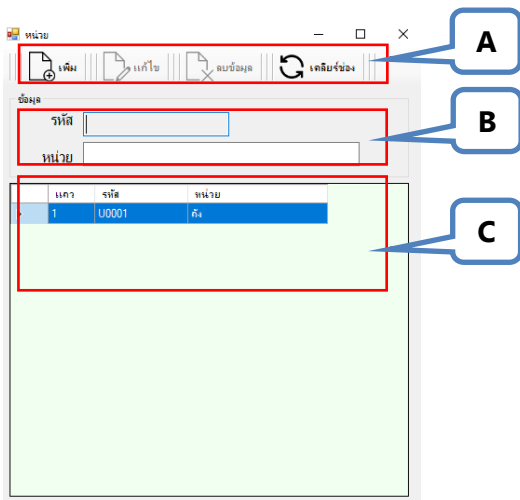 หน่วย
เพิ่ม แก้ไข ลบข้อมูล เคลียร์ช่อง
A
ข้อมูล
รหัส
B
หน่วย
แถว รหัส หน่วย
1 U0001 ถัง
C